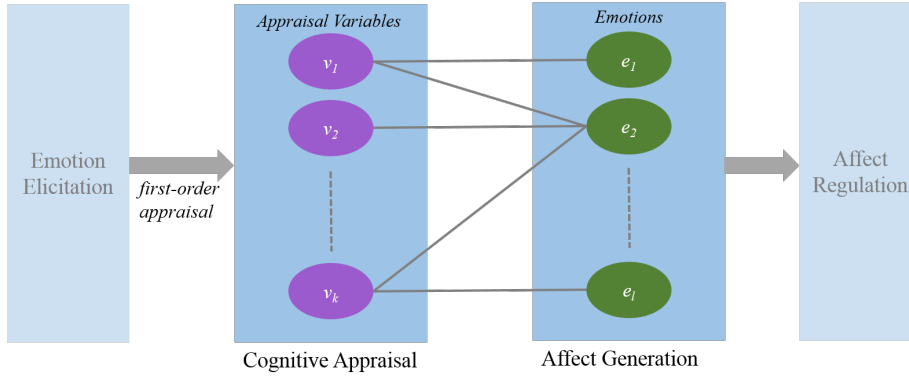 Emotion
Elicitation
first-order
appraisal
Appraisal Variables
v1
v2
vk
Cognitive Appraisal
Emotions
e1
e2
el
Affect Generation
Affect
Regulation